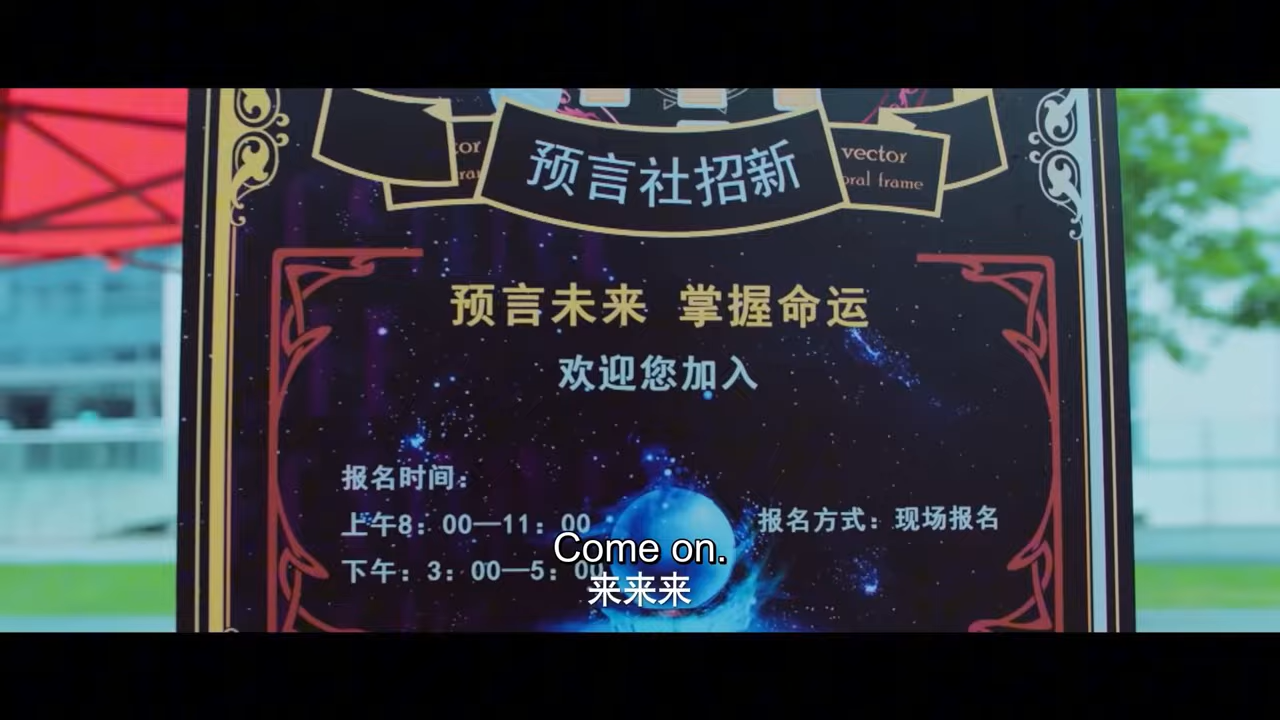 预言社招新
vector
oral frame
预言未来 掌握命运
欢迎您加入
报名时间：
上午8：00—11：00
报名方式：现场报名
下午：3：00—5：00
Come on.
来来来